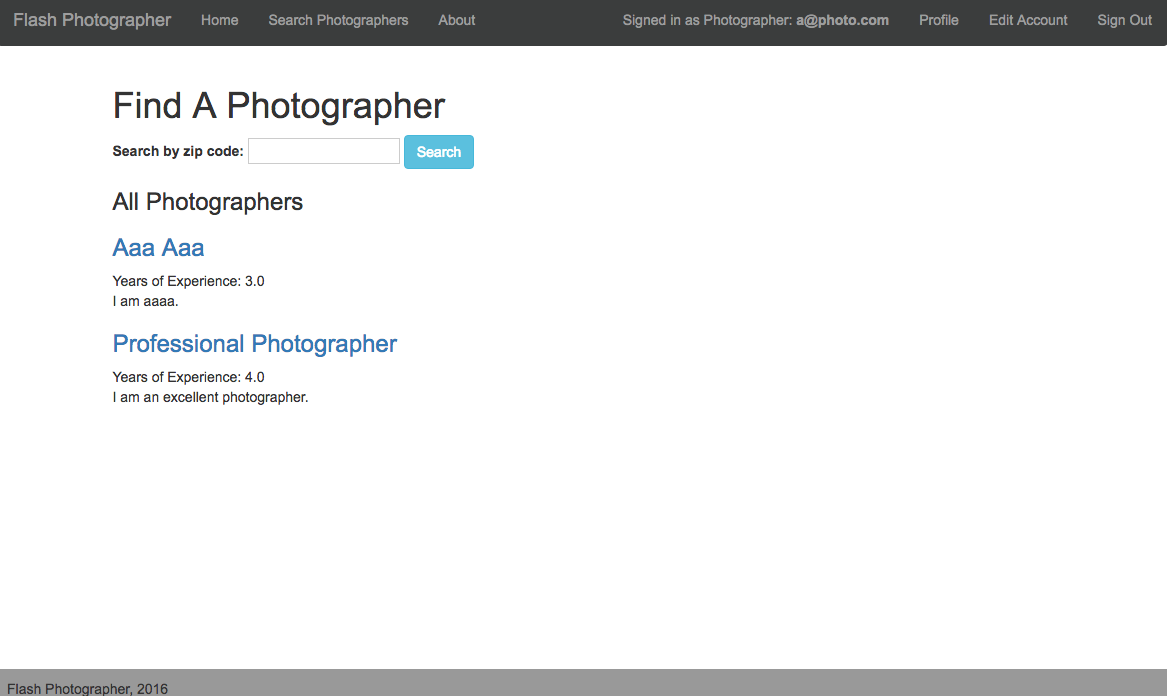 Flash Photographer Home Search Photographers About Signed in as Photographer: a@photo.com Profile Edit Account Sign Out
Find A Photographer
Search by zip code: Search
All Photographers
Aaa Aaa
Years of Experience: 3.0
I am aaaa.
Professional Photographer
Years of Experience: 4.0
I am an excellent photographer.
Flash Photographer, 2016